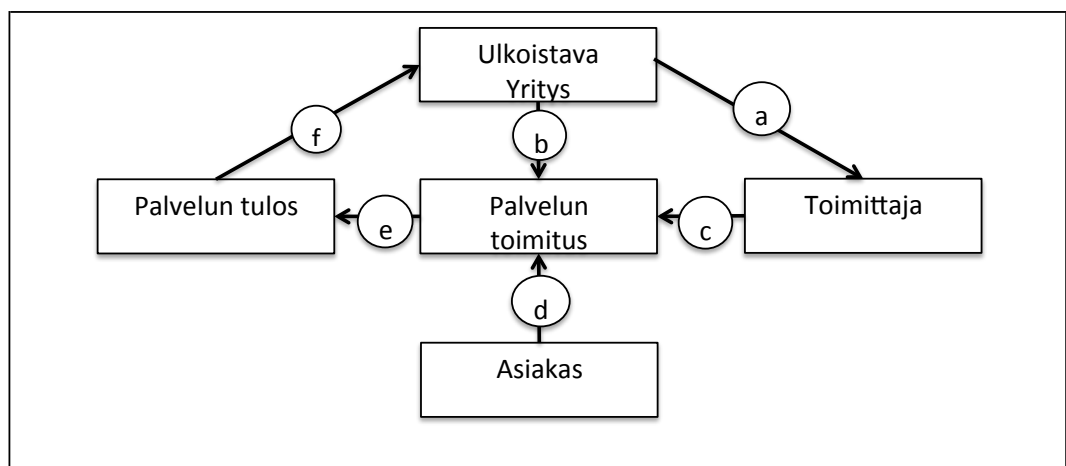 Ulkoistava
Yritys
a
f
b
Palvelun tulos
e
Palvelun
toimitus
c
Toimittaja
d
Asiakas